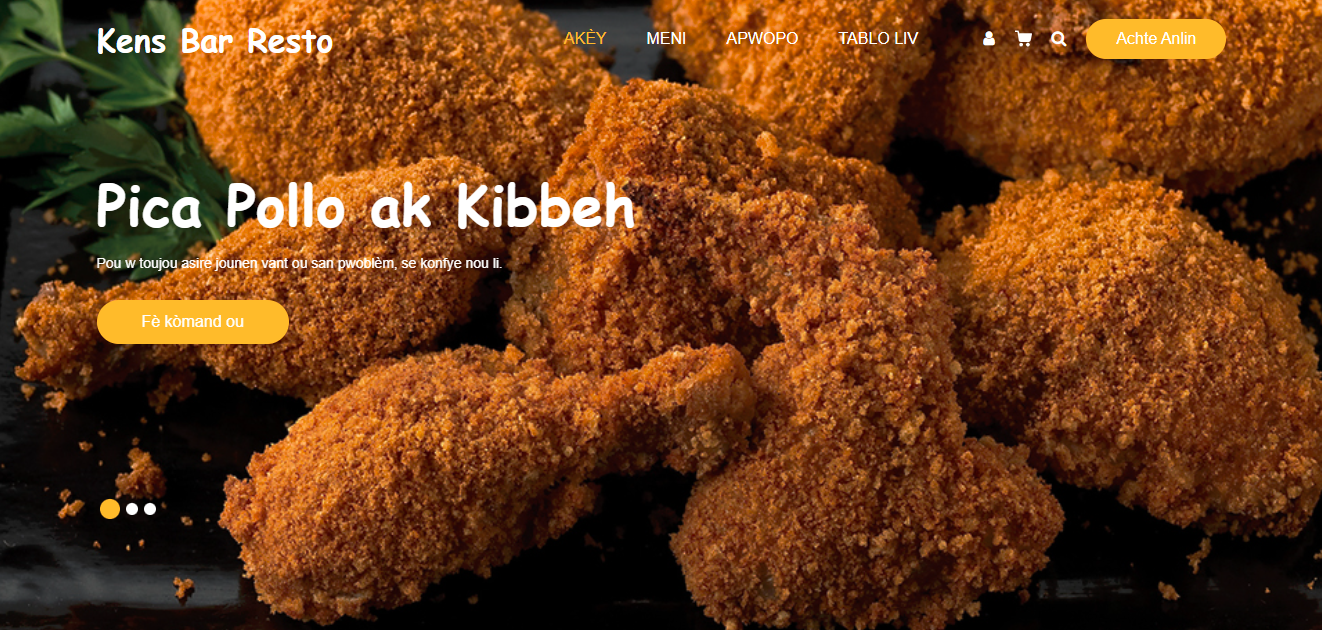 Kens Bar Resto
AKÈY
MENI
APWOPO
TABLO LIV
Achte Anlin
Pica Pollo ak Kibbeh
Pou w toujou asire jounen vant ou san pwoblèm, se konfye nou li.
Fè kòmand ou